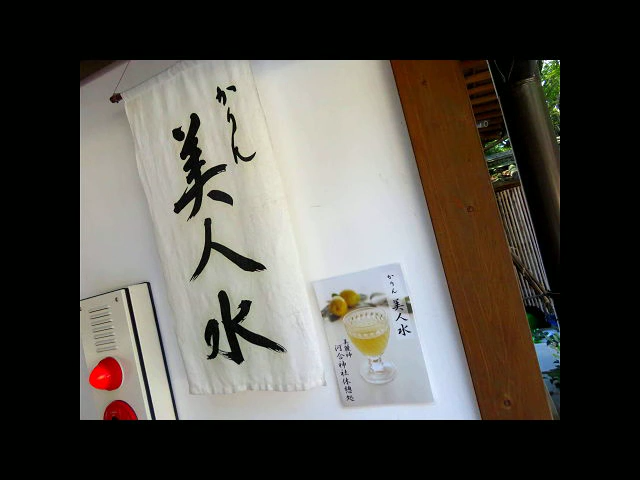 かりん
美人水
かりん
美人水
美麗神
河合神社休憩処